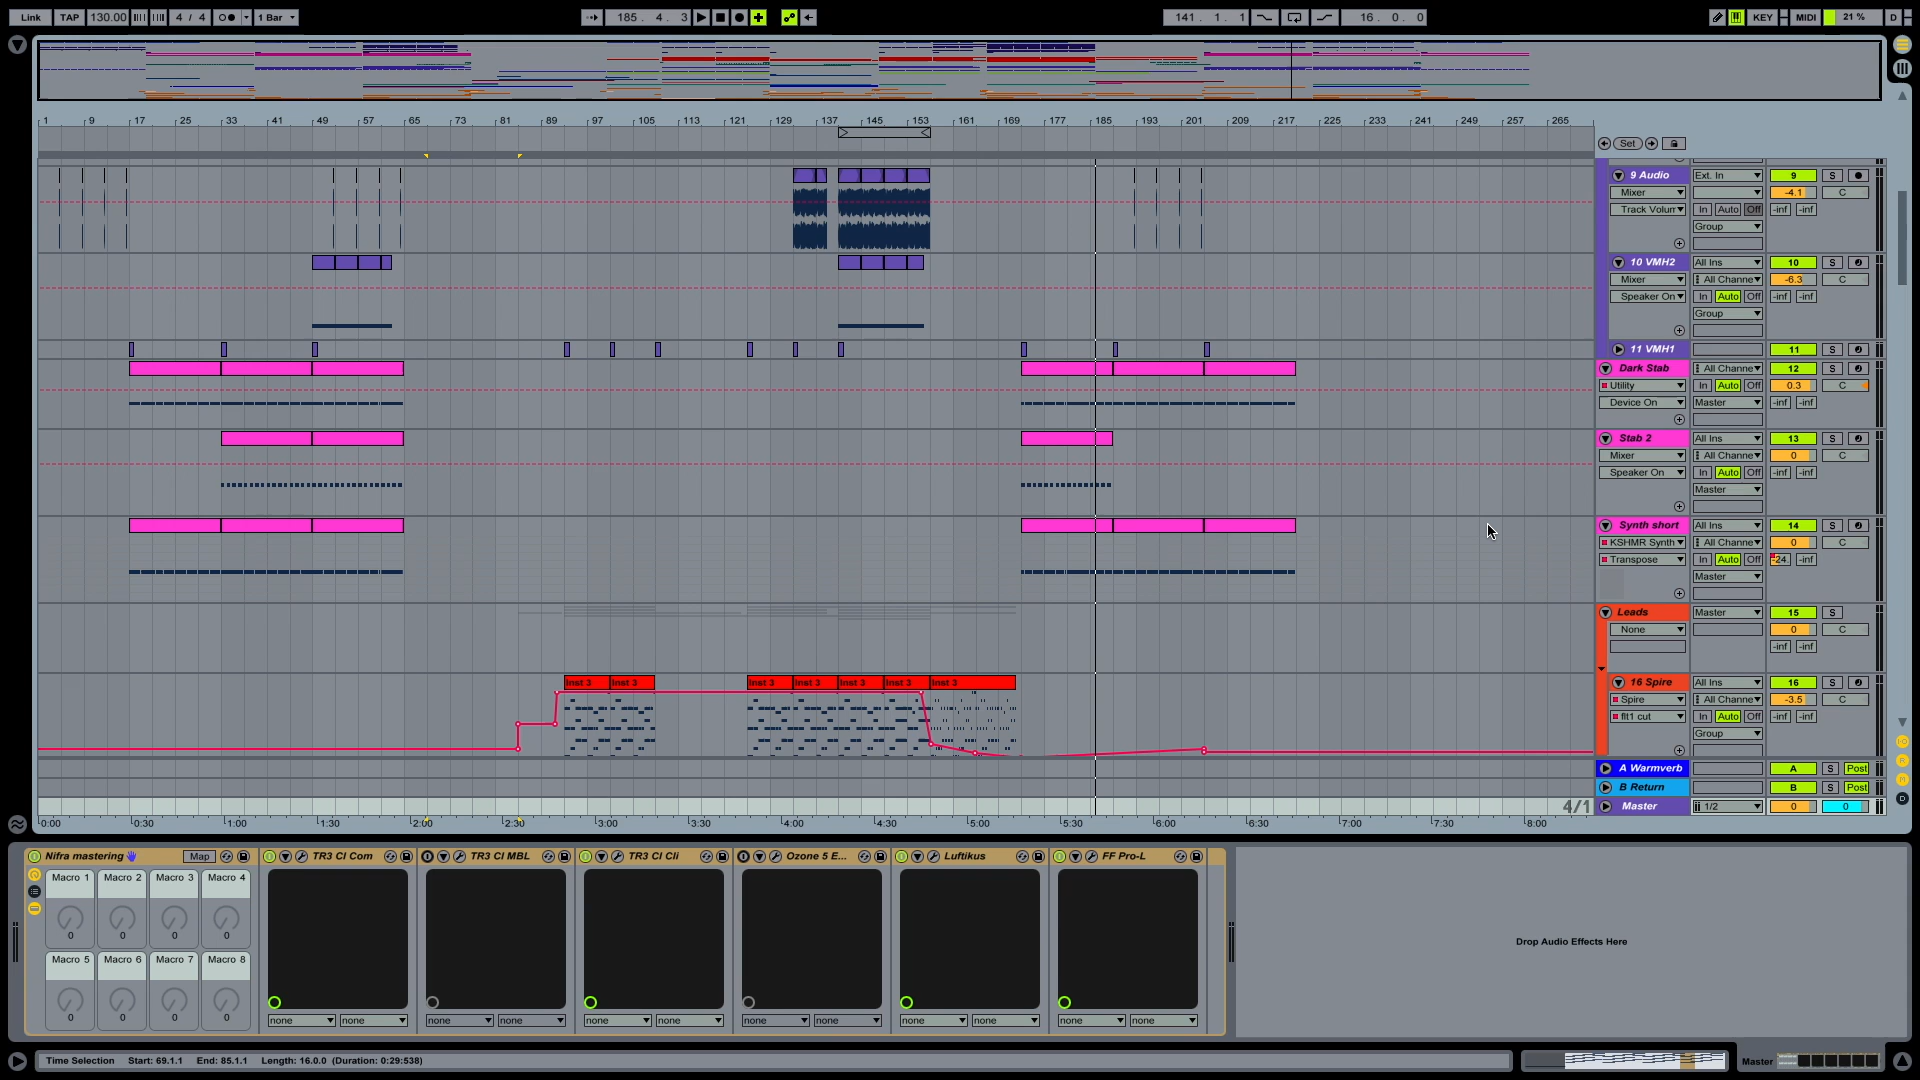 Link TAP 130.00 4 / 4 1 Bar 185. 4. 3 141. 1. 1 16. 0. 0 KEY MIDI 21 % D
1 9 17 25 33 41 49 57 65 73 81 89 97 105 113 121 129 137 145 153 161 169 177 185 193 201 209 217 225 233 241 249 257 265
Set
9 Audio Ext. In 9 S
Mixer -4.1 C
Track Volum In Auto Off -inf -inf
Group
10 VMH2 All Ins 10 S
Mixer All Channe -6.3 C
Speaker On In Auto Off -inf -inf
Group
11 VMH1 11 S
Dark Stab All Channe 12 S
Utility In Auto Off 0.3 C
Device On Master -inf -inf
Stab 2 All Ins 13 S
Mixer All Channe 0 C
Speaker On In Auto Off -inf -inf
Master
Synth short All Ins 14 S
KSHMR Synth All Channe 0 C
Transpose In Auto Off -24. -inf
Master
Leads Master 15 S
None 0 C
-inf -inf
Inst 3 Inst 3 Inst 3 Inst 3 Inst 3 Inst 3 Inst 3
16 Spire All Ins 16 S
Spire All Channe -3.5 C
flt1 cut In Auto Off -inf -inf
Group
A Warmverb A S Post
B Return B S Post
4/1 Master 1/2 0 0
0:00 0:30 1:00 1:30 2:00 2:30 3:00 3:30 4:00 4:30 5:00 5:30 6:00 6:30 7:00 7:30 8:00
Nifra mastering Map TR3 Cl Com TR3 Cl MBL TR3 Cl Cli Ozone 5 E... Luftikus FF Pro-L
Macro 1 Macro 2 Macro 3 Macro 4
0 0 0 0
Macro 5 Macro 6 Macro 7 Macro 8
0 0 0 0
none none none none none none none none none none none none
Drop Audio Effects Here
Time Selection Start: 69.1.1 End: 85.1.1 Length: 16.0.0 (Duration: 0:29:538)
Master